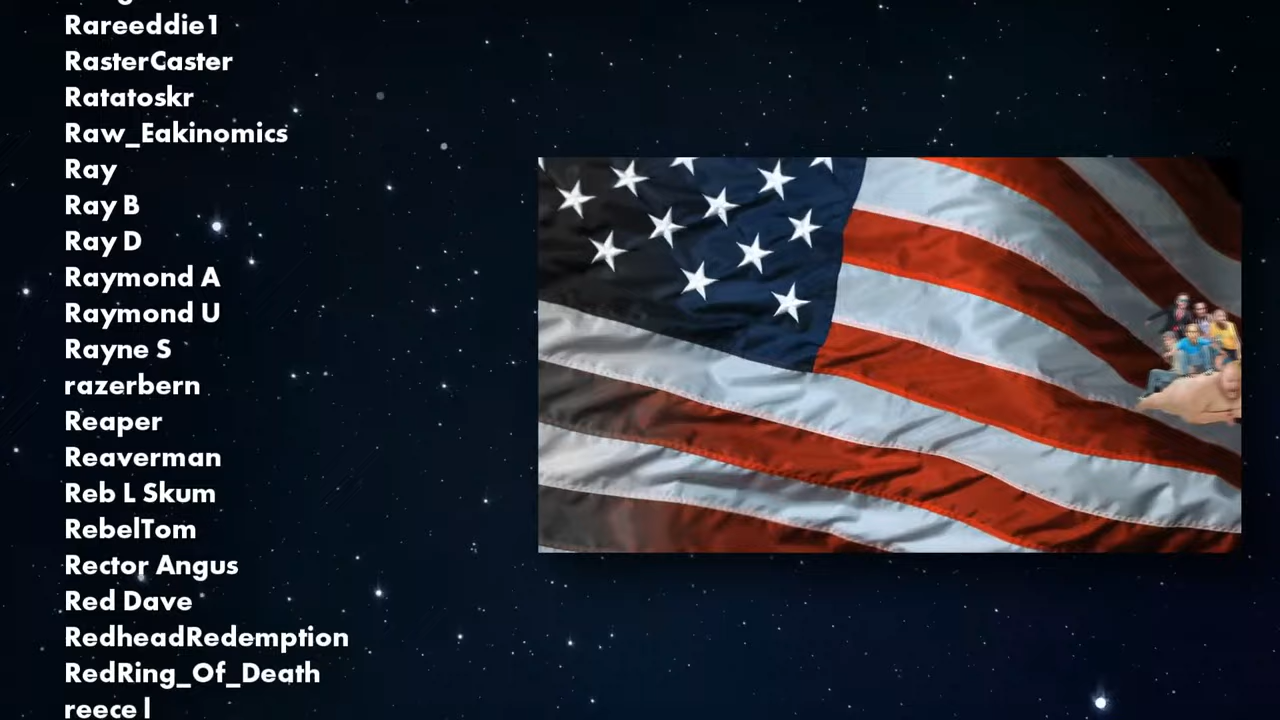 Rareeddie1
RasterCaster
Ratatoskr
Raw_Eakinomics
Ray
Ray B
Ray D
Raymond A
Raymond U
Rayne S
razerbern
Reaper
Reaverman
Reb L Skum
RebelTom
Rector Angus
Red Dave
RedheadRedemption
RedRing_Of_Death
reece l